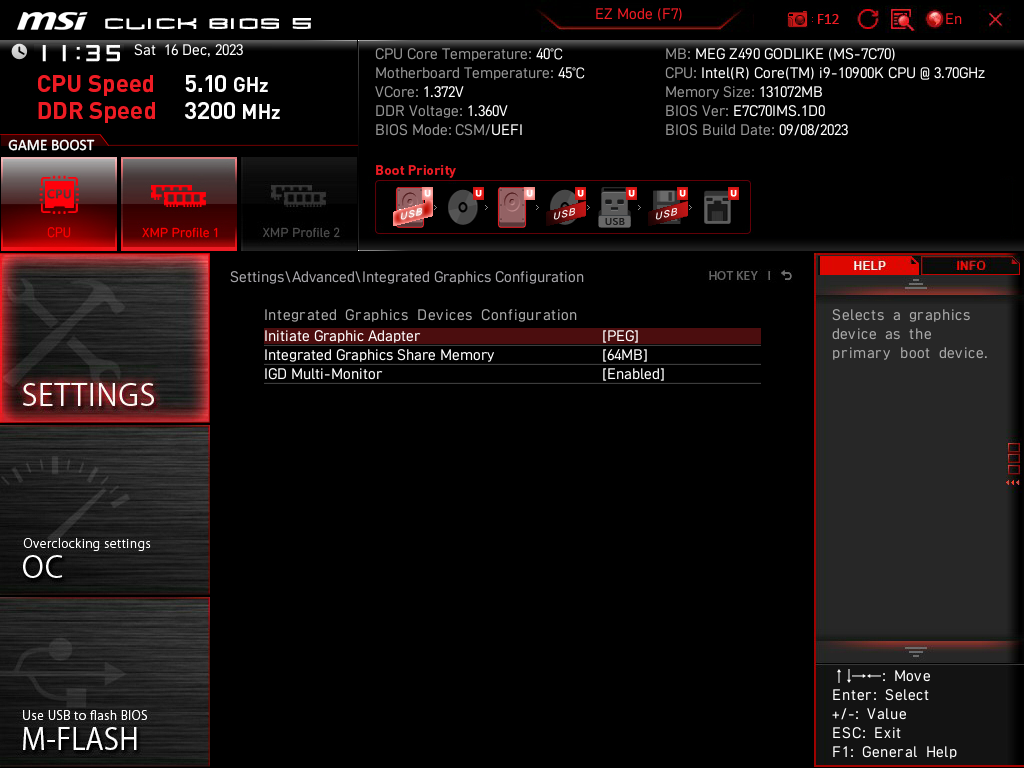 msi CLICK BIOS 5
EZ Mode (F7)
: F12
En
11:35 Sat 16 Dec, 2023
CPU Speed 5.10 GHz
DDR Speed 3200 MHz
CPU Core Temperature: 40°C
Motherboard Temperature: 45°C
VCore: 1.372V
DDR Voltage: 1.360V
BIOS Mode: CSM/UEFI
MB: MEG Z490 GODLIKE (MS-7C70)
CPU: Intel(R) Core(TM) i9-10900K CPU @ 3.70GHz
Memory Size: 131072MB
BIOS Ver: E7C70IMS.1D0
BIOS Build Date: 09/08/2023
GAME BOOST
CPU
CPU
XMP Profile 1
XMP Profile 2
Boot Priority
U U U U U U U
USB USB USB USB
SETTINGS
Overclocking settings
OC
Use USB to flash BIOS
M-FLASH
Settings\Advanced\Integrated Graphics Configuration
HOT KEY |
Integrated Graphics Devices Configuration
Initiate Graphic Adapter [PEG]
Integrated Graphics Share Memory [64MB]
IGD Multi-Monitor [Enabled]
HELP
INFO
Selects a graphics
device as the
primary boot device.
↑↓→←: Move
Enter: Select
+/-: Value
ESC: Exit
F1: General Help